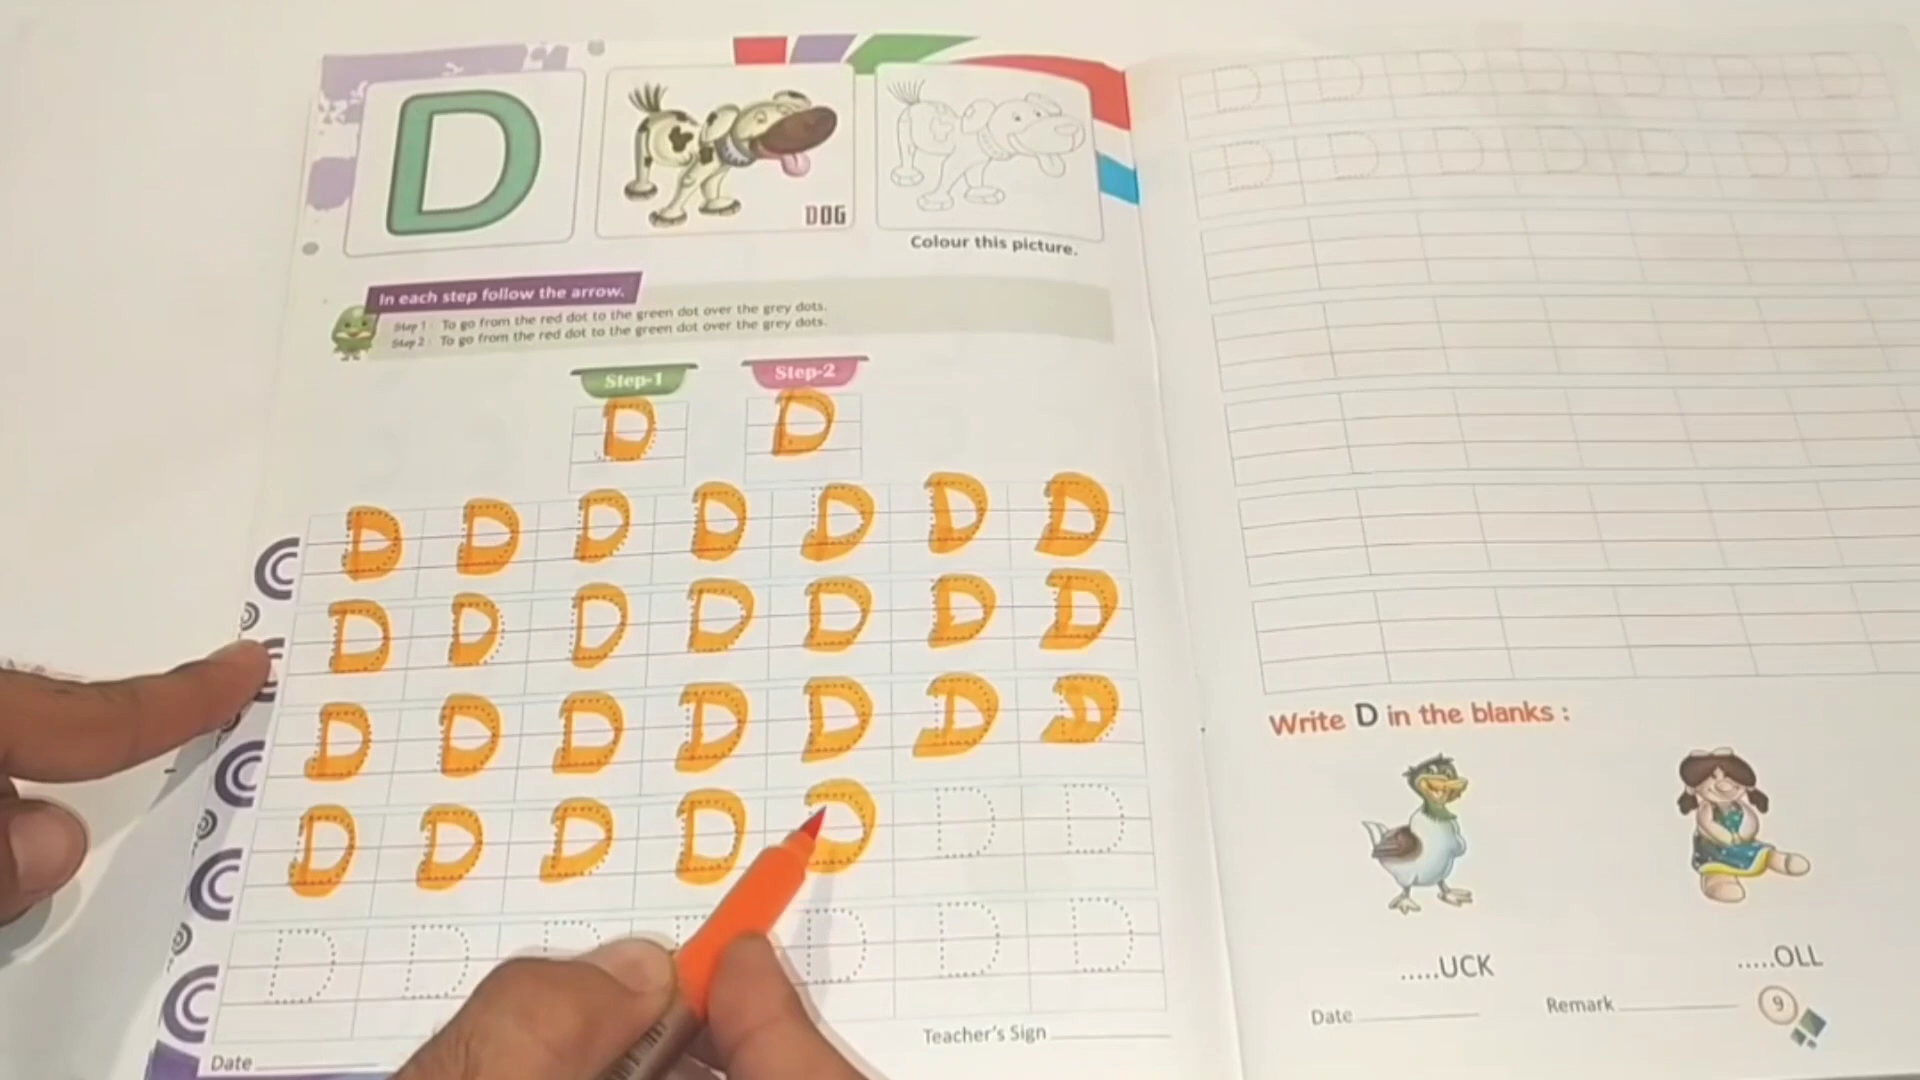 D
DOG
Colour this picture.
In each step follow the arrow.
Step 1 : To go from the red dot to the green dot over the grey dots.
Step 2 : To go from the red dot to the green dot over the grey dots.
Step-1 Step-2
D D
D D D D D D D
D D D D D D D
D D D D D D D
D D D D D D D
D D D D D D D
Date
Teacher's Sign
D D D D D D D
D D D D D D D
Write D in the blanks :
.....UCK .....OLL
Date Remark 9